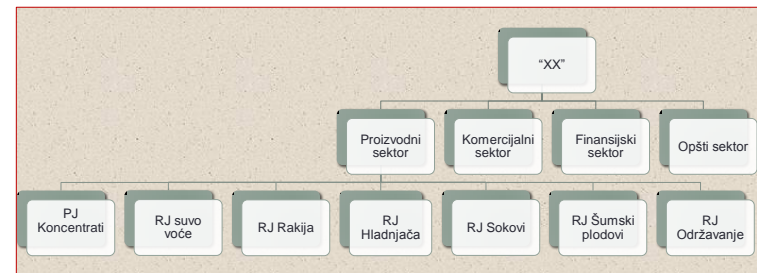 “XX”
Proizvodni
sektor
Komercijalni
sektor
Finansijski
sektor
Opšti sektor
PJ
Koncentrati
RJ suvo
voće
RJ Rakija
RJ
Hladnjača
RJ Sokovi
RJ Šumski
plodovi
RJ
Održavanje